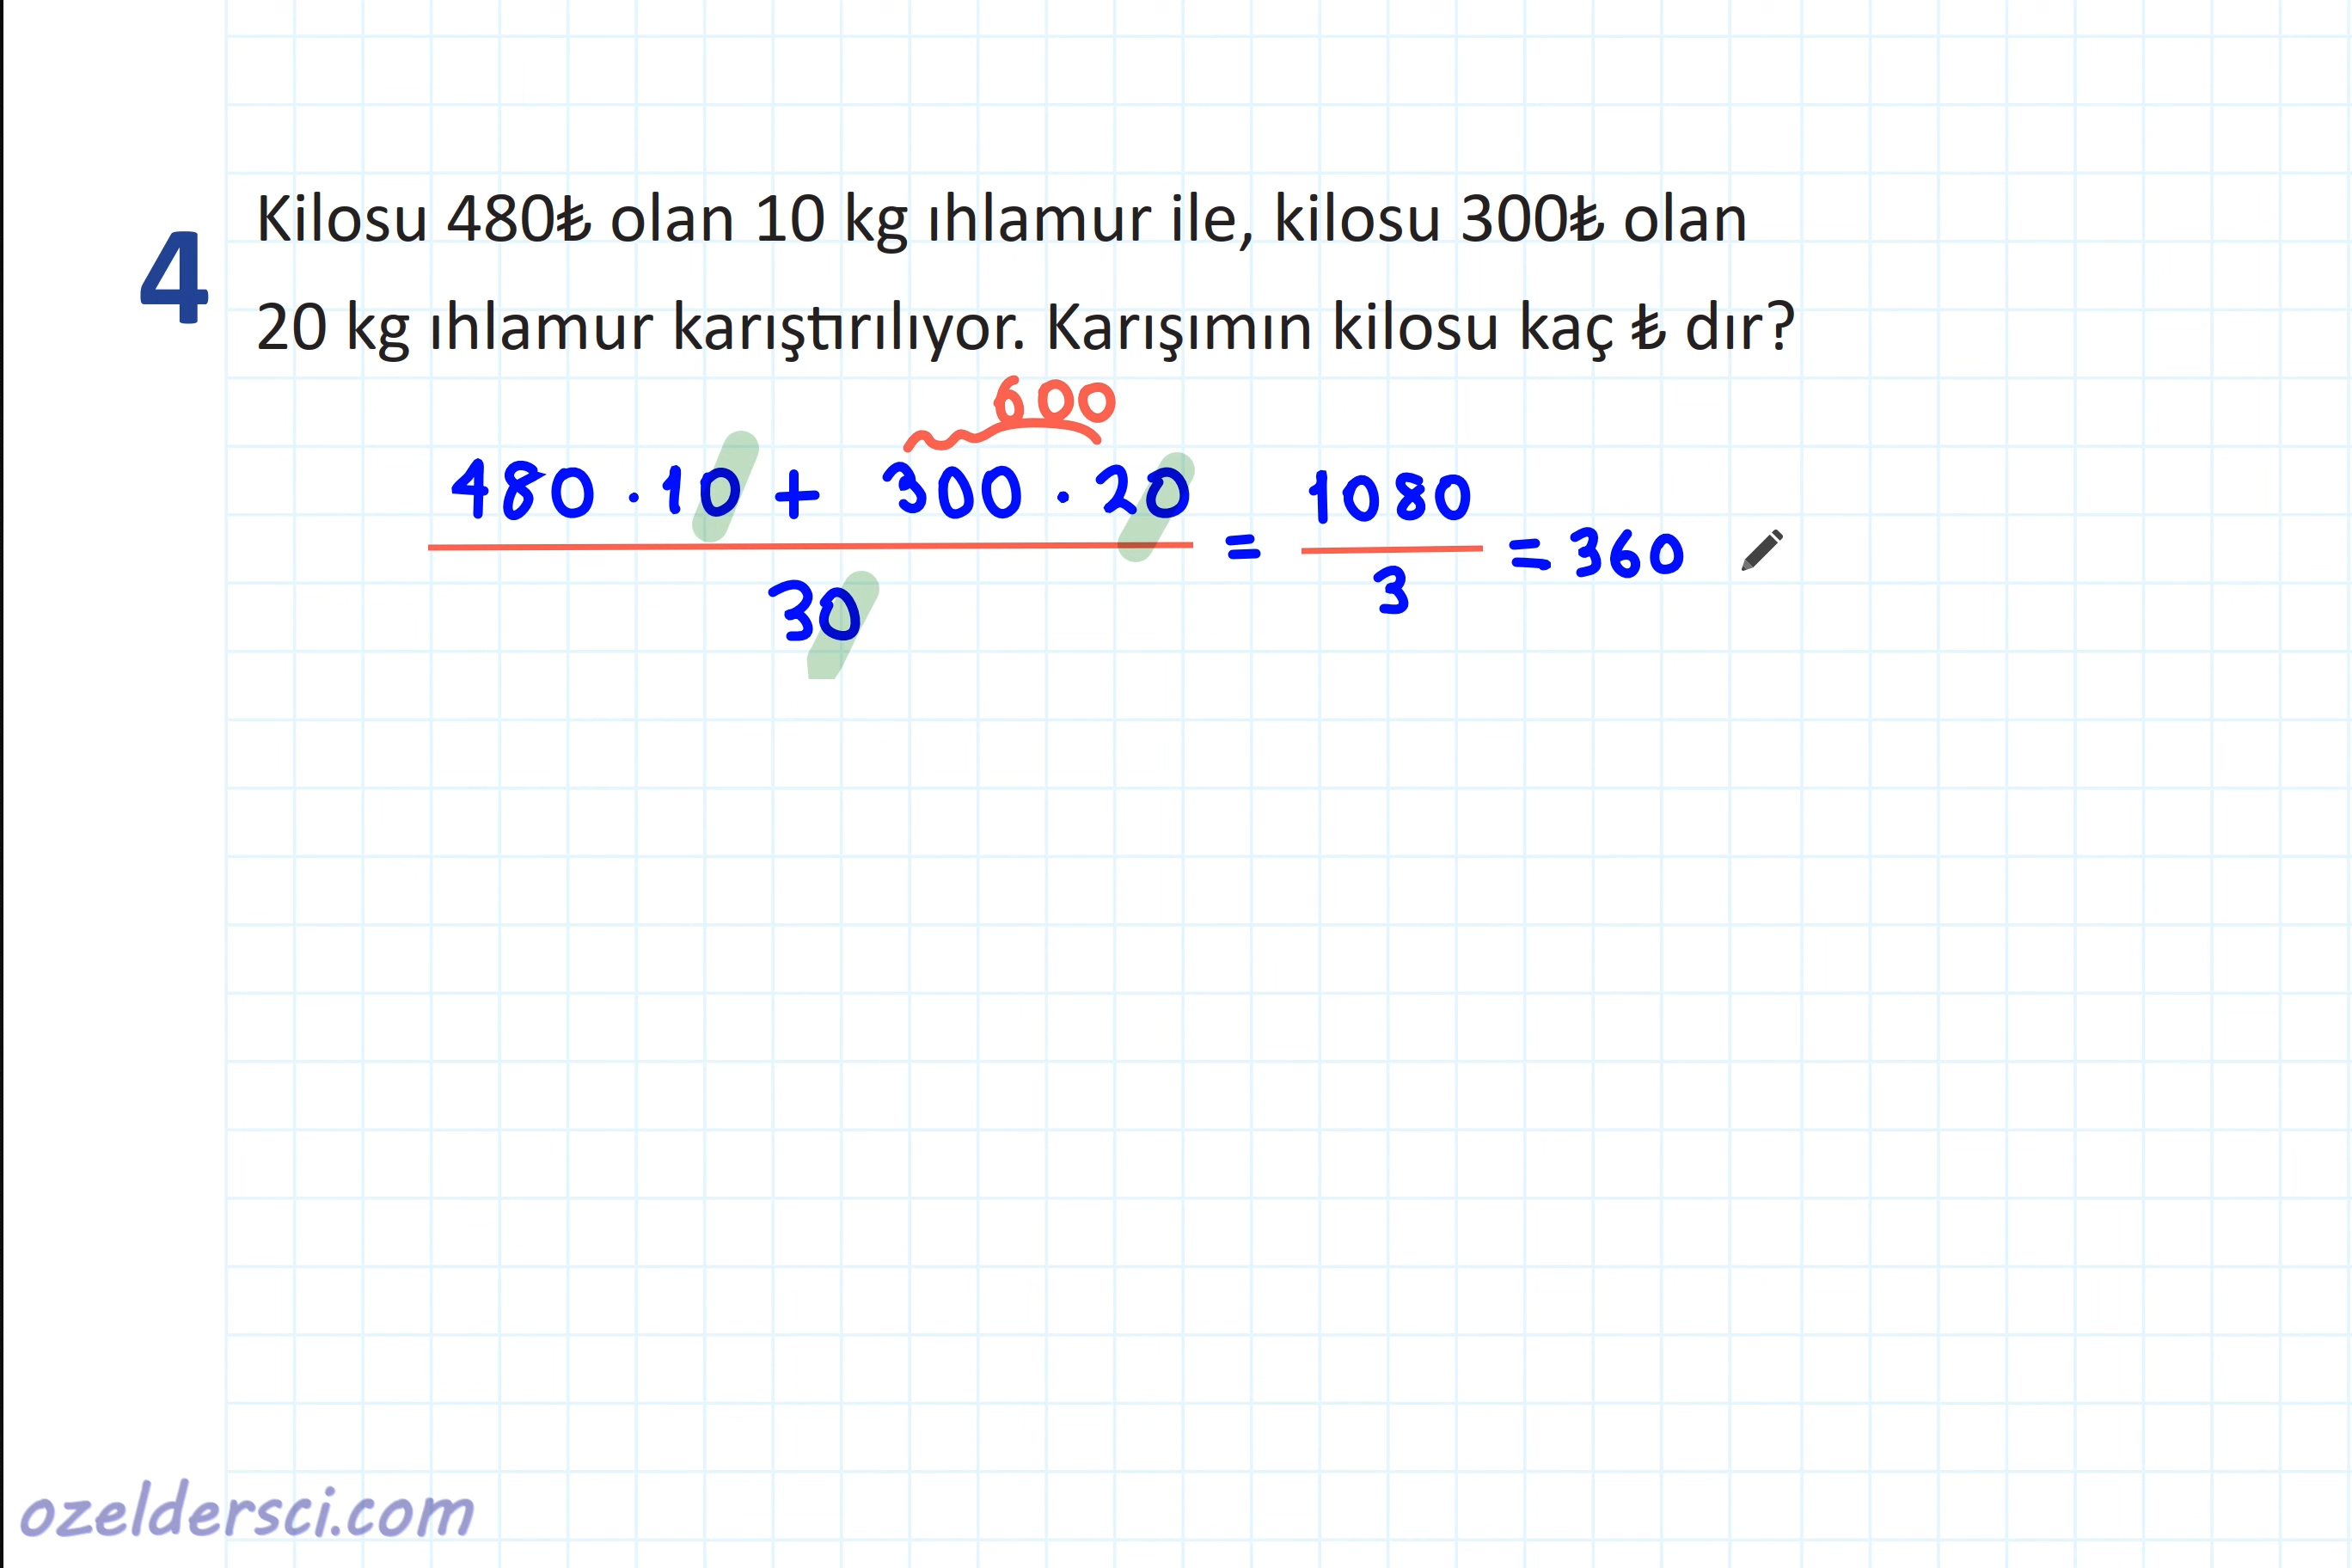 4
Kilosu 480₺ olan 10 kg ıhlamur ile, kilosu 300₺ olan
20 kg ıhlamur karıştırılıyor. Karışımın kilosu kaç ₺ dır?
600
480 · 10 + 300 · 20 = 1080 = 360
30 3
ozeldersci.com